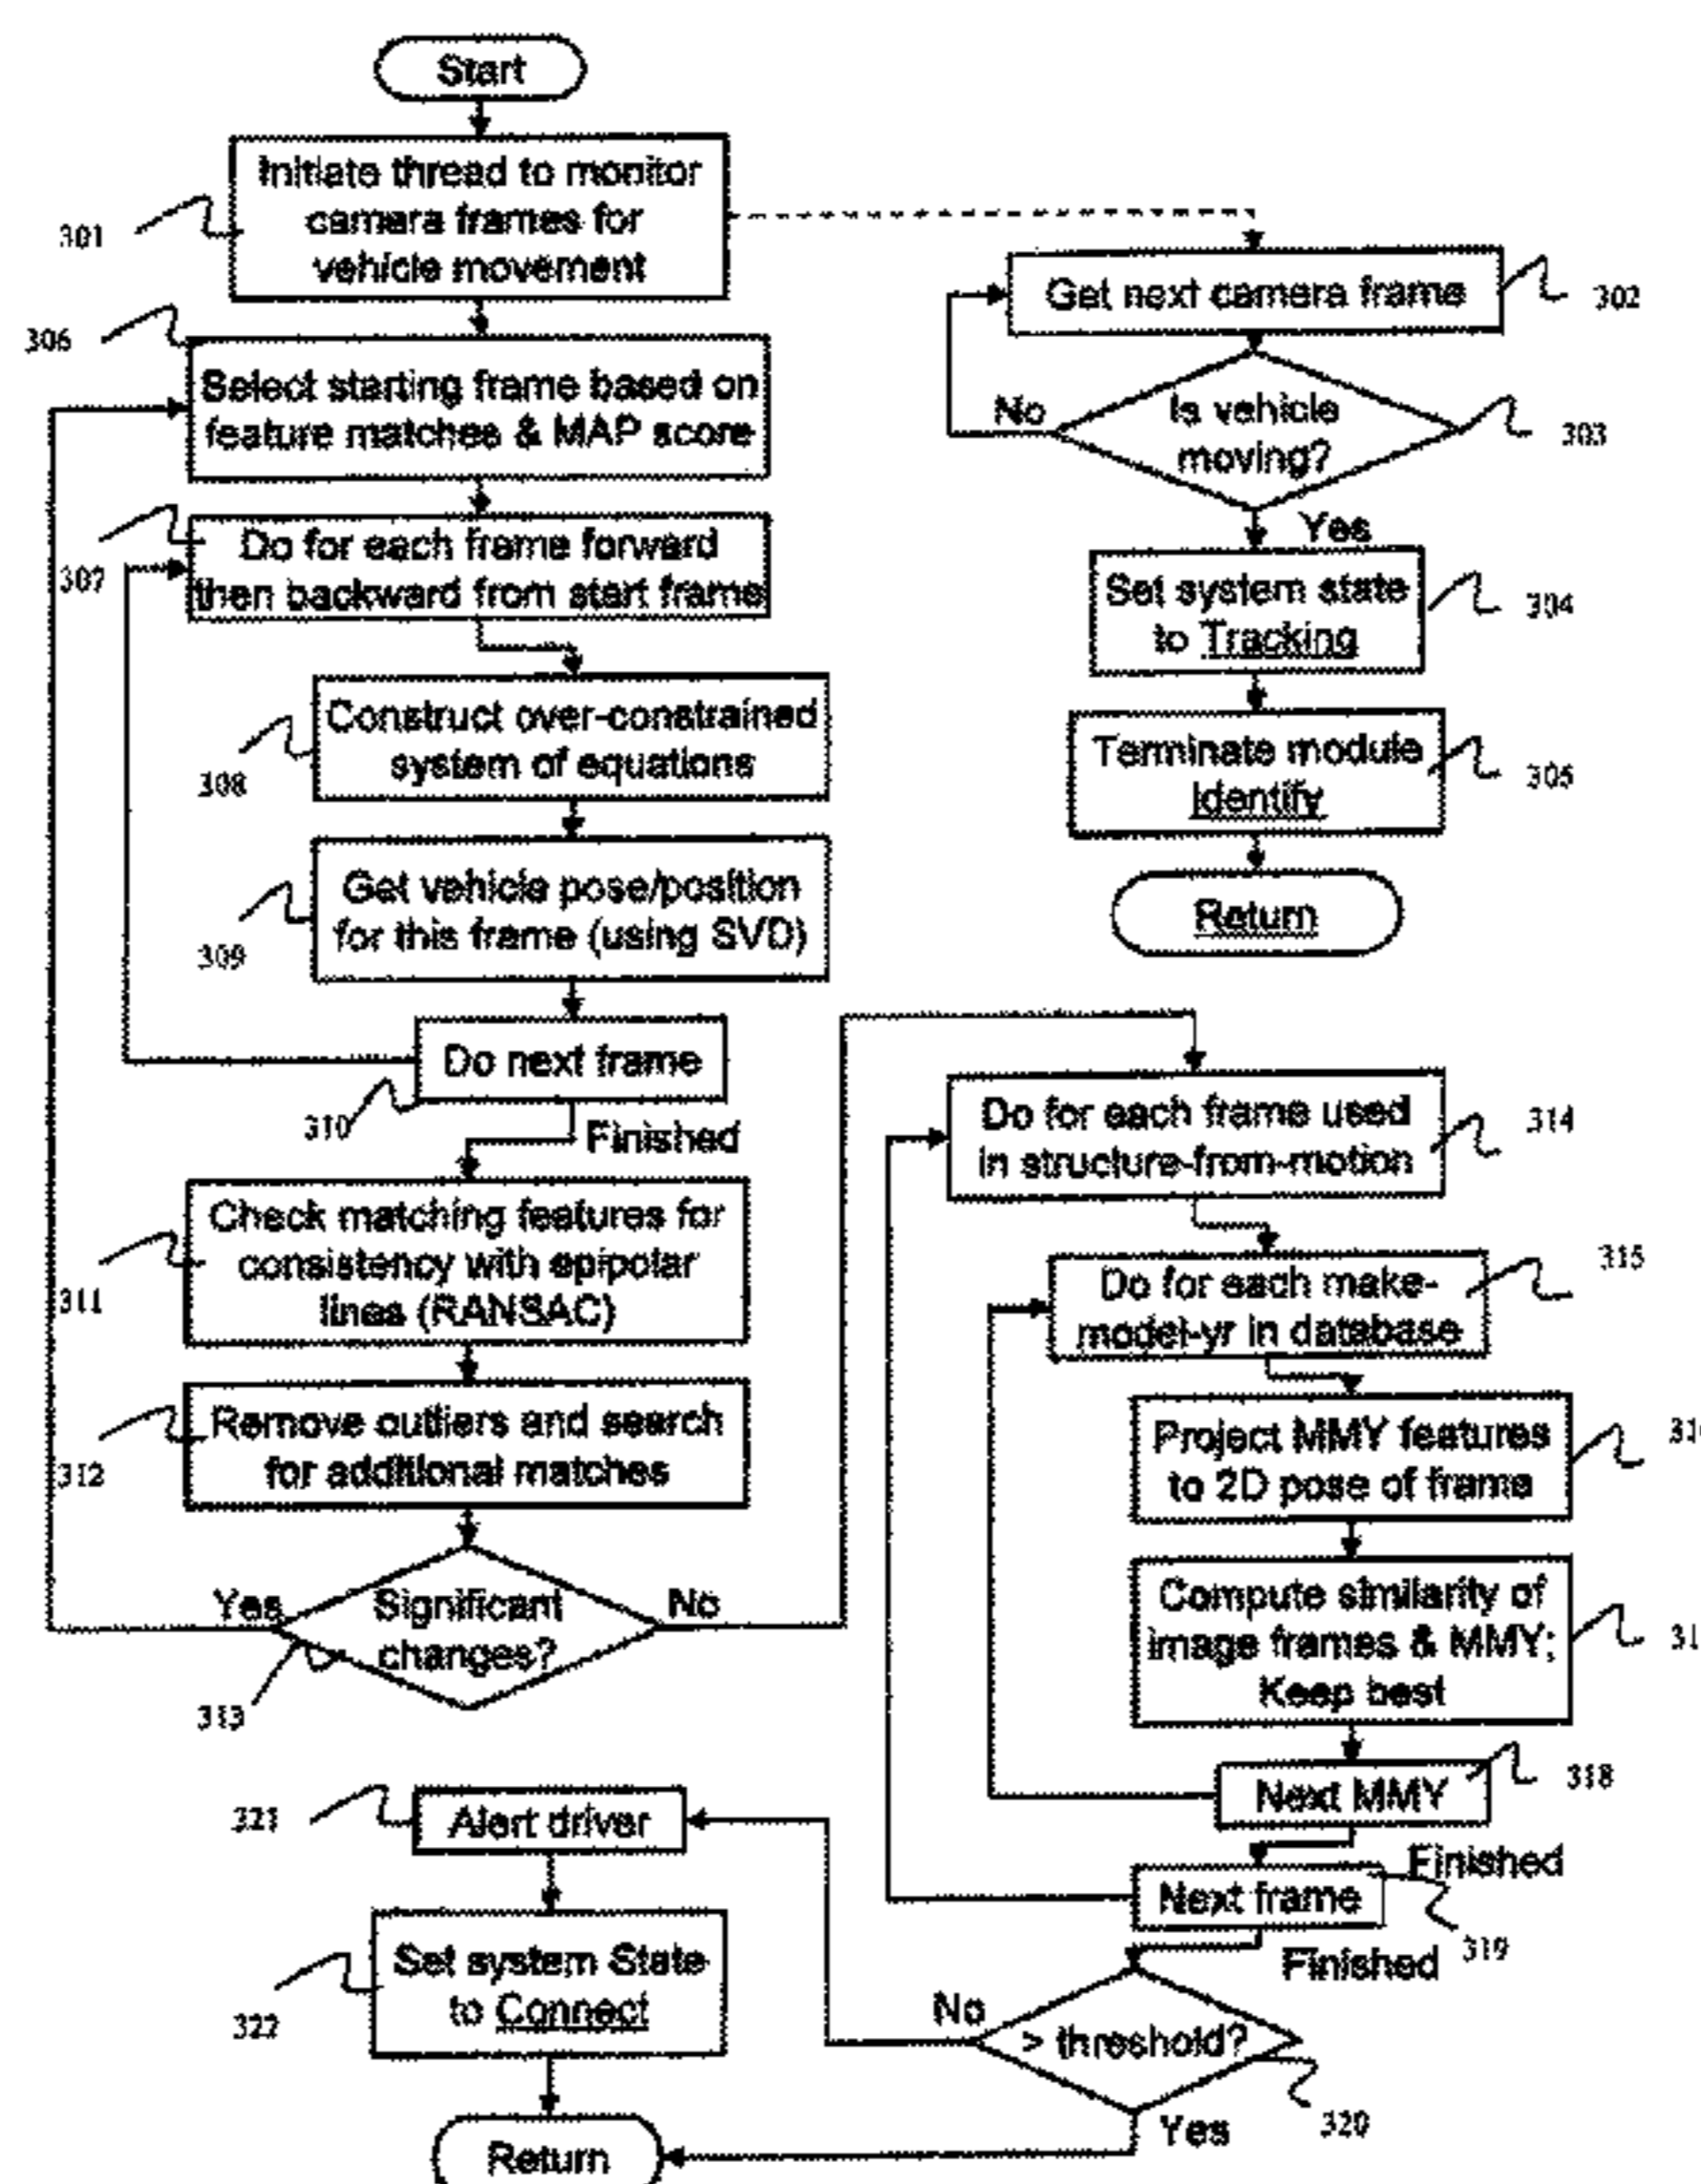 Start
Initiate thread to monitor
camera frames for
vehicle movement
301
306
Select starting frame based on
feature matches & MAP score
307
Do for each frame forward
then backward from start frame
308
Construct over-constrained
system of equations
309
Get vehicle pose/position
for this frame (using SVD)
Do next frame
310
Finished
311
Check matching features for
consistency with epipolar
lines (RANSAC)
312
Remove outliers and search
for additional matches
Yes
Significant
changes?
No
313
Get next camera frame
302
No
Is vehicle
moving?
303
Yes
Set system state
to Tracking
304
Terminate module
Identify
305
Return
Do for each frame used
in structure-from-motion
314
Do for each make-
model-yr in database
315
Project MMY features
to 2D pose of frame
Compute similarity of
image frames & MMY;
Keep best
Next MMY
318
Finished
Next frame
319
Finished
No
> threshold?
320
Yes
321
Alert driver
322
Set system State
to Connect
Return